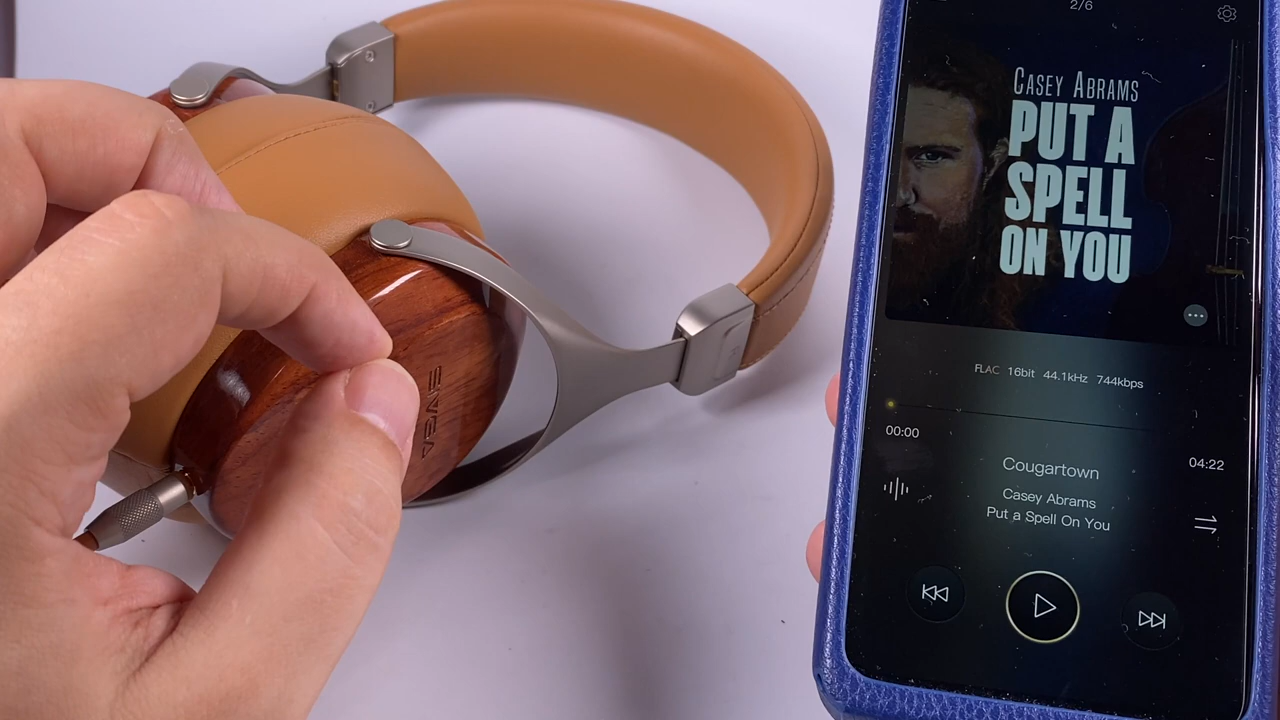 SIVGA
2/6
CASEY ABRAMS
PUT A
SPELL
ON YOU
FLAC 16bit 44.1kHz 744kbps
00:00
04:22
Cougartown
Casey Abrams
Put a Spell On You